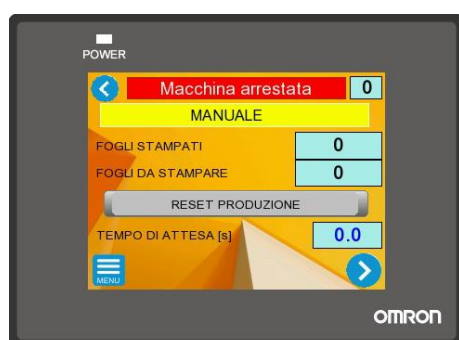 POWER
Macchina arrestata 0
MANUALE
FOGLI STAMPATI 0
FOGLI DA STAMPARE 0
RESET PRODUZIONE
TEMPO DI ATTESA [s] 0.0
MENU
OMRON